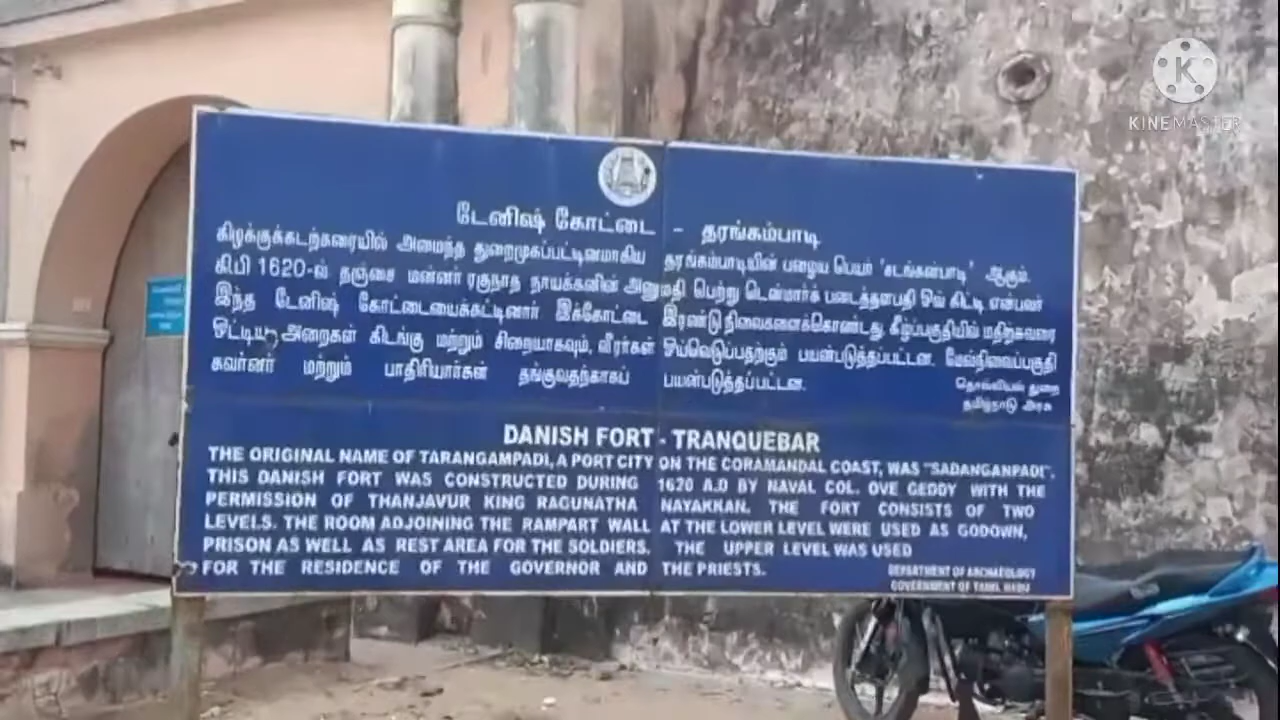 KINEMASTER
டேனிஷ் கோட்டை - தரங்கம்பாடி
கிழக்குக்கடற்கரையில் அமைந்த துறைமுகப்பட்டினமாகிய தரங்கம்பாடியின் பழைய பெயர் 'சடங்கன்பாடி' ஆகும்.
கி.பி 1620-ல் தஞ்சை மன்னர் ரகுநாத நாயக்கனின் அனுமதி பெற்று டென்மார்க் படைத்தளபதி ஓவ் கிட்டி என்பவர்
இந்த டேனிஷ் கோட்டையைக்கட்டினார். இக்கோட்டை இரண்டு நிலைகளைக்கொண்டது. கீழ்ப்பகுதியில் மதிற்சுவரை
ஒட்டிய அறைகள் கிடங்கு மற்றும் சிறையாகவும், வீரர்கள் ஓய்வெடுப்பதற்கும் பயன்படுத்தப்பட்டன. மேல்நிலைப்பகுதி
கவர்னர் மற்றும் பாதிரியார்கள் தங்குவதற்காகப் பயன்படுத்தப்பட்டன.
தொல்லியல் துறை
தமிழ்நாடு அரசு
DANISH FORT - TRANQUEBAR
THE ORIGINAL NAME OF TARANGAMPADI, A PORT CITY ON THE COROMANDAL COAST, WAS "SADANGANPADI".
THIS DANISH FORT WAS CONSTRUCTED DURING 1620 A.D BY NAVAL COL. OVE GEDDY WITH THE
PERMISSION OF THANJAVUR KING RAGUNATHA NAYAKKAN. THE FORT CONSISTS OF TWO
LEVELS. THE ROOM ADJOINING THE RAMPART WALL AT THE LOWER LEVEL WERE USED AS GODOWN,
PRISON AS WELL AS REST AREA FOR THE SOLDIERS. THE UPPER LEVEL WAS USED
FOR THE RESIDENCE OF THE GOVERNOR AND THE PRIESTS.
DEPARTMENT OF ARCHAEOLOGY
GOVERNMENT OF TAMIL NADU